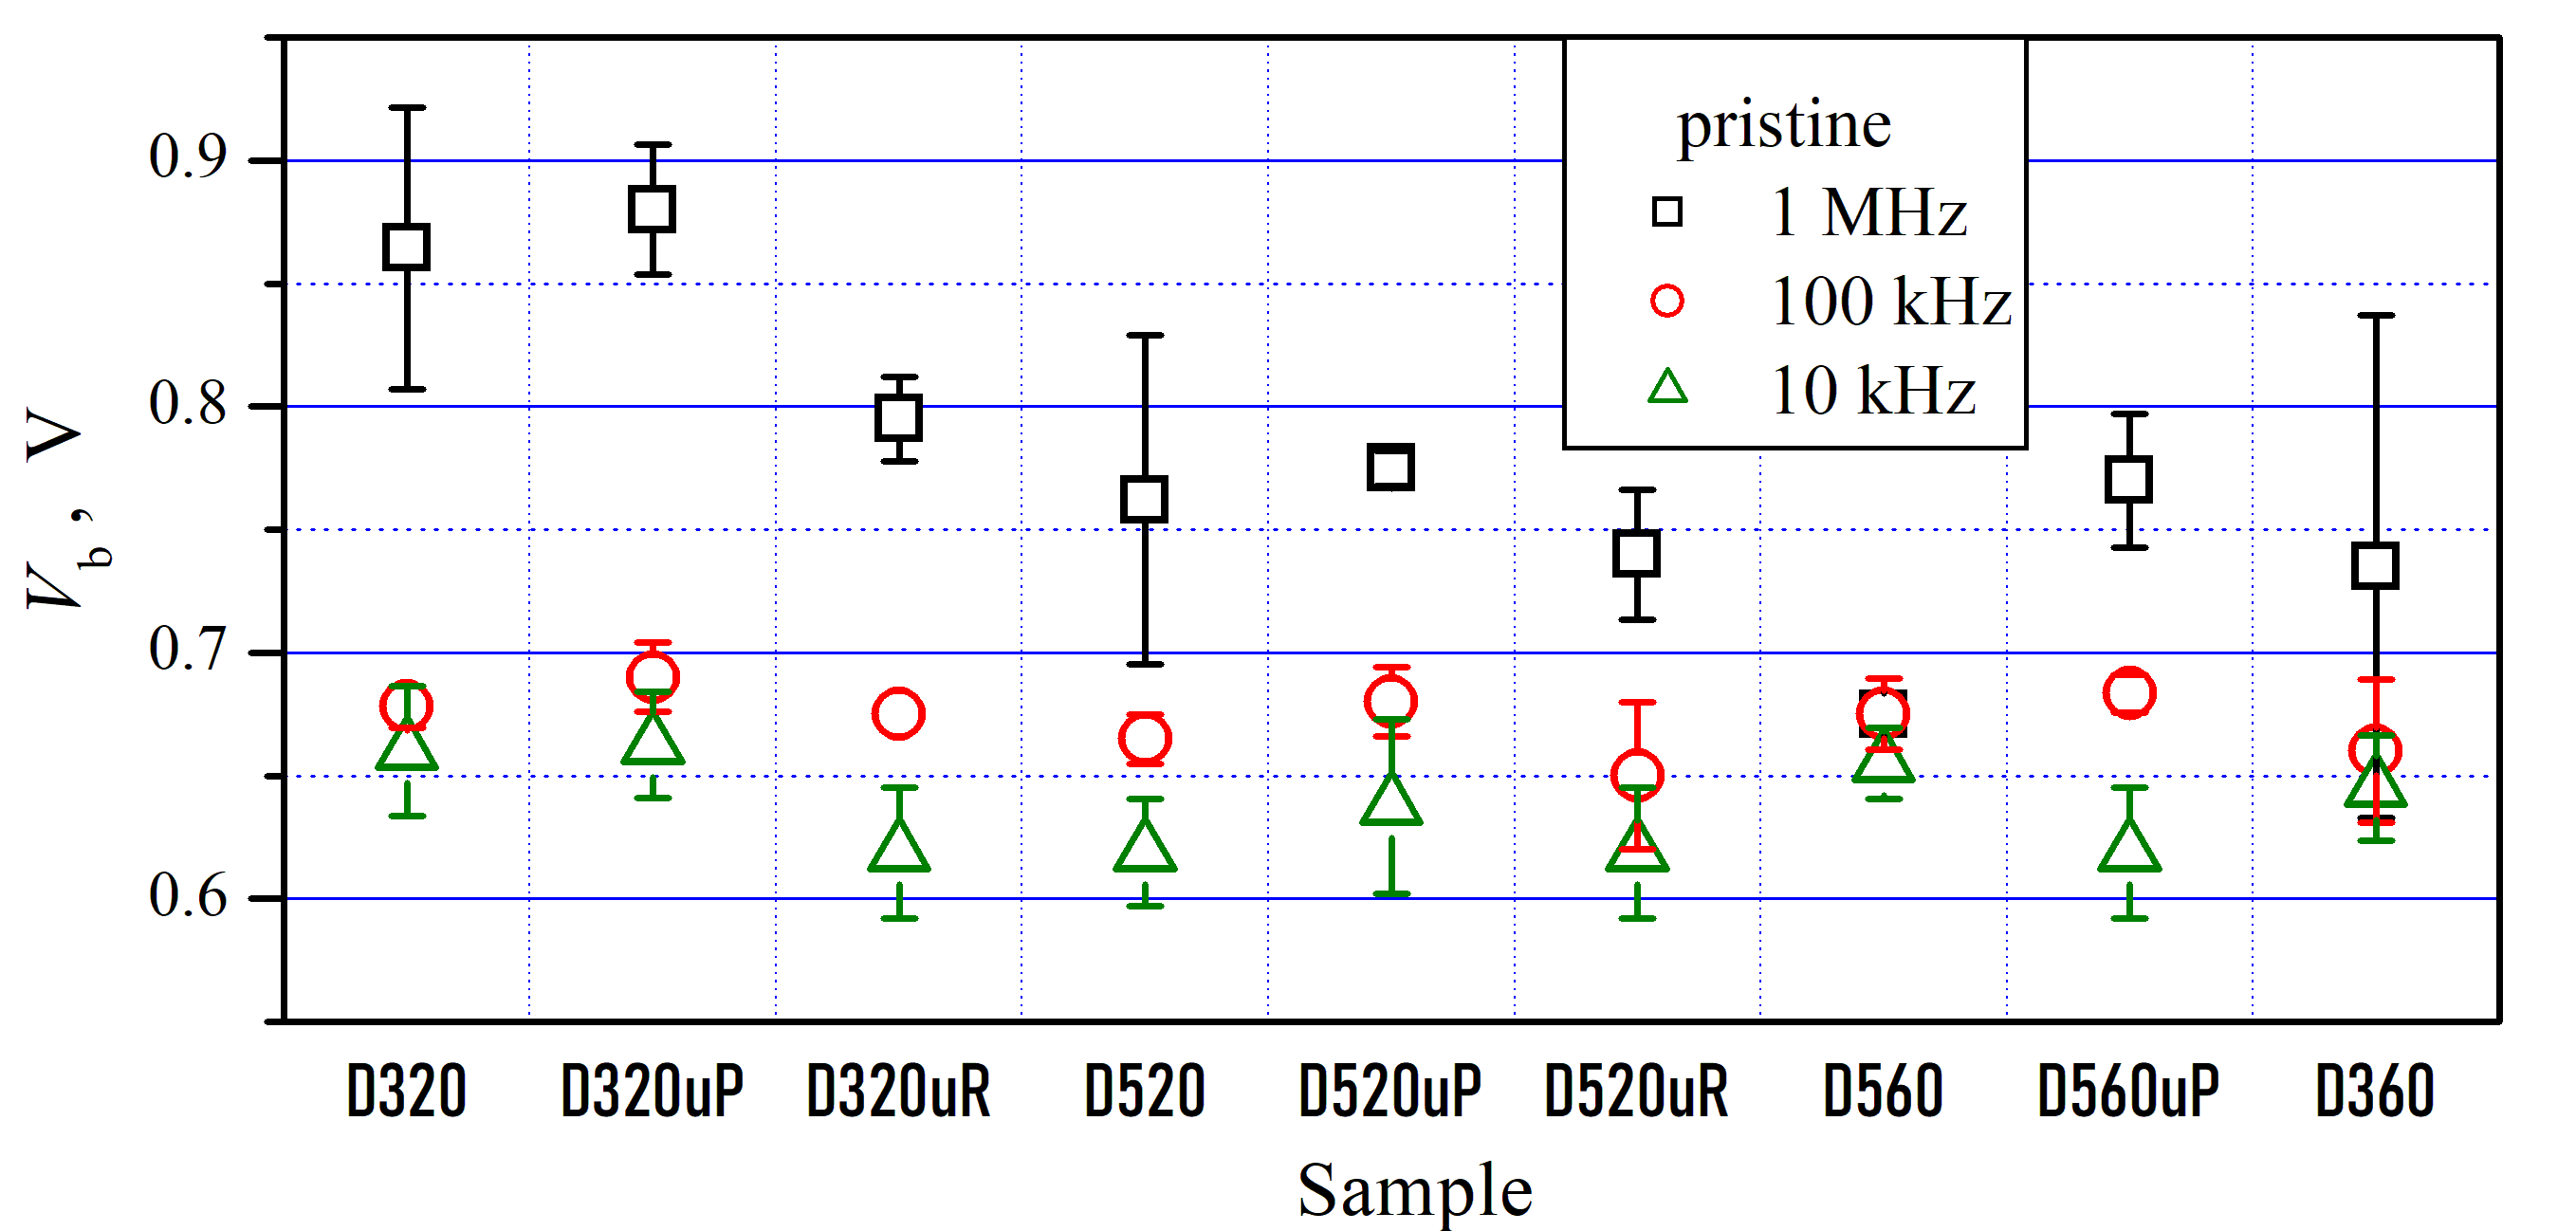 pristine
1 MHz
100 kHz
10 kHz
0.9
0.8
0.7
0.6
V_b, V
D320 D320uP D320uR D520 D520uP D520uR D560 D560uP D360
Sample